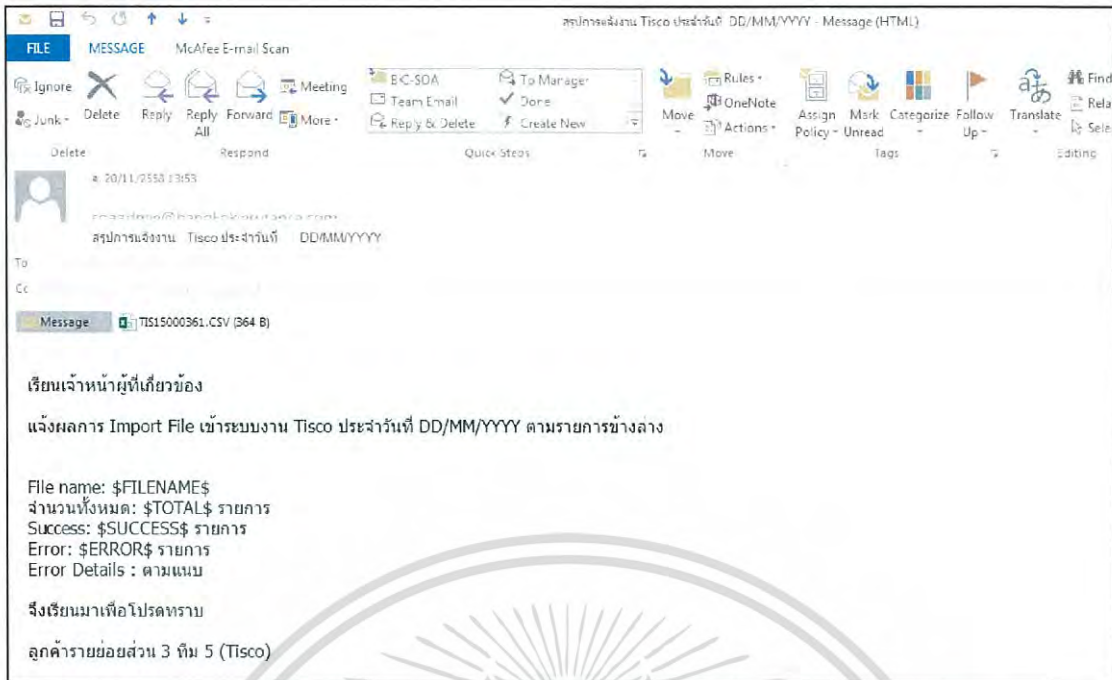 สรุปการแจ้งงาน Tisco ประจำวันที่ DD/MM/YYYY - Message (HTML)
FILE MESSAGE McAfee E-mail Scan
Ignore
Junk
Delete
Reply
Reply All
Forward
Meeting
More
BC-SOA
Team Email
Reply & Delete
To Manager
Done
Create New
Move
Rules
OneNote
Actions
Assign Policy
Mark Unread
Categorize
Follow Up
Translate
Find
Rela
Sele
Delete Respond Quick Steps Move Tags Editing
20/11/2558 13:53
สรุปการแจ้งงาน Tisco ประจำวันที่ DD/MM/YYYY
To
Cc
Message TIS15000361.CSV (364 B)
เรียนเจ้าหน้าผู้ที่เกี่ยวข้อง
แจ้งผลการ Import File เข้าระบบงาน Tisco ประจำวันที่ DD/MM/YYYY ตามรายการข้างล่าง
File name: $FILENAME$
จำนวนทั้งหมด: $TOTAL$ รายการ
Success: $SUCCESS$ รายการ
Error: $ERROR$ รายการ
Error Details : ตามแนบ
จึงเรียนมาเพื่อโปรดทราบ
ลูกค้ารายย่อยส่วน 3 ทีม 5 (Tisco)